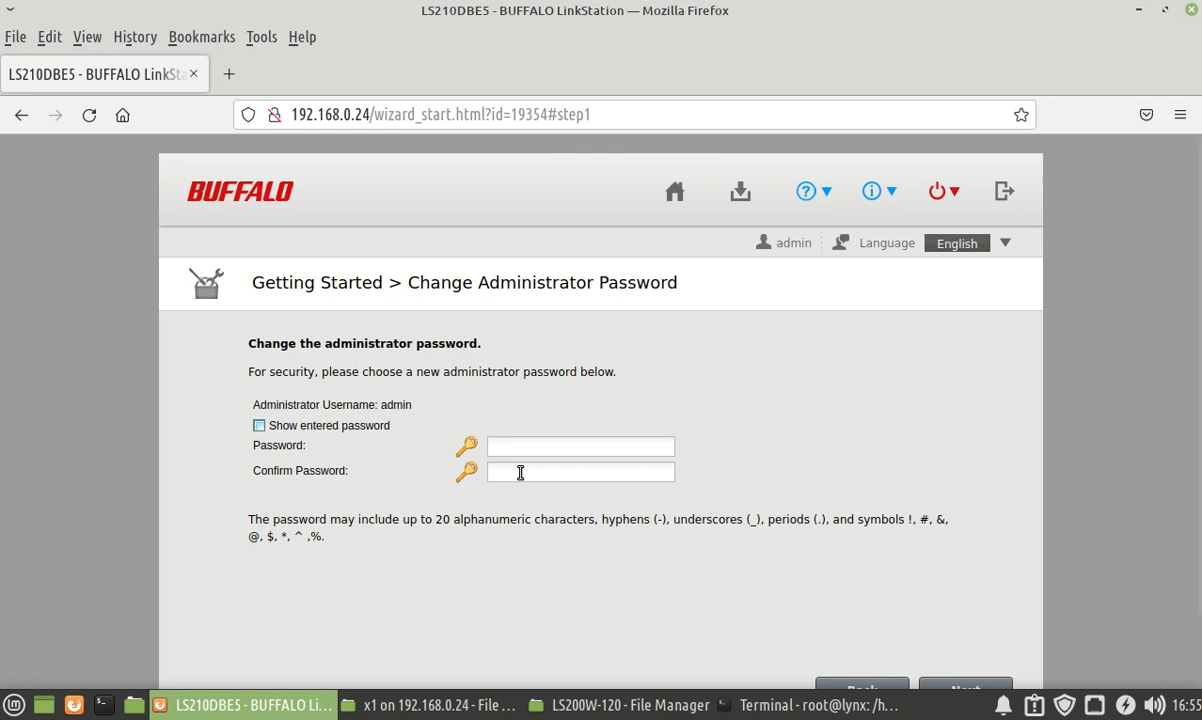 LS210DBE5 - BUFFALO LinkStation — Mozilla Firefox
File Edit View History Bookmarks Tools Help
LS210DBE5 - BUFFALO LinkSta
192.168.0.24/wizard_start.html?id=19354#step1
BUFFALO
admin Language English
Getting Started > Change Administrator Password
Change the administrator password.
For security, please choose a new administrator password below.
Administrator Username: admin
Show entered password
Password:
Confirm Password:
The password may include up to 20 alphanumeric characters, hyphens (-), underscores (_), periods (.), and symbols !, #, &,
@, $, *, ^ ,%.
Back Next
LS210DBE5 - BUFFALO Li... x1 on 192.168.0.24 - File ... LS200W-120 - File Manager Terminal - root@lynx: /h...